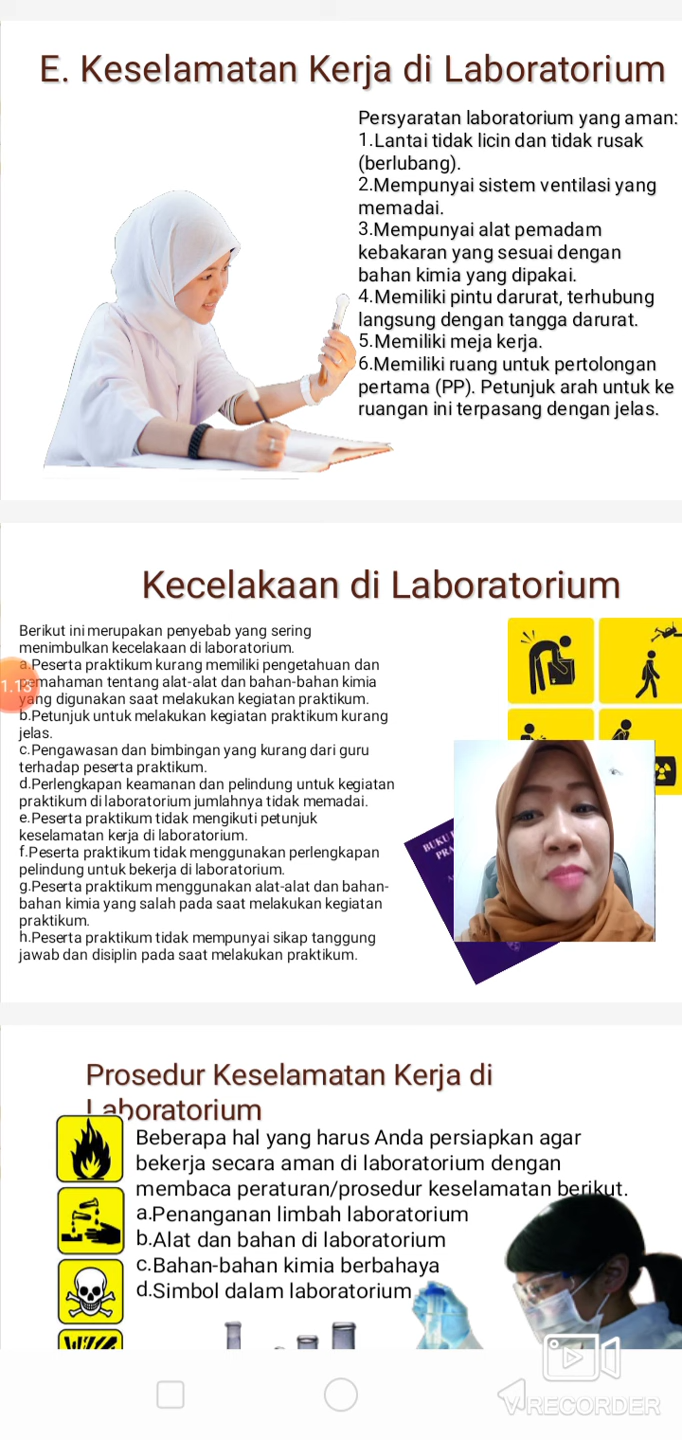 E. Keselamatan Kerja di Laboratorium
Persyaratan laboratorium yang aman:
1.Lantai tidak licin dan tidak rusak
(berlubang).
2.Mempunyai sistem ventilasi yang
memadai.
3.Mempunyai alat pemadam
kebakaran yang sesuai dengan
bahan kimia yang dipakai.
4.Memiliki pintu darurat, terhubung
langsung dengan tangga darurat.
5.Memiliki meja kerja.
6.Memiliki ruang untuk pertolongan
pertama (PP). Petunjuk arah untuk ke
ruangan ini terpasang dengan jelas.
Kecelakaan di Laboratorium
Berikut ini merupakan penyebab yang sering
menimbulkan kecelakaan di laboratorium.
a.Peserta praktikum kurang memiliki pengetahuan dan
pemahaman tentang alat-alat dan bahan-bahan kimia
1.13
yang digunakan saat melakukan kegiatan praktikum.
b.Petunjuk untuk melakukan kegiatan praktikum kurang
jelas.
c.Pengawasan dan bimbingan yang kurang dari guru
terhadap peserta praktikum.
d.Perlengkapan keamanan dan pelindung untuk kegiatan
praktikum di laboratorium jumlahnya tidak memadai.
e.Peserta praktikum tidak mengikuti petunjuk
keselamatan kerja di laboratorium.
f.Peserta praktikum tidak menggunakan perlengkapan
pelindung untuk bekerja di laboratorium.
g.Peserta praktikum menggunakan alat-alat dan bahan-
bahan kimia yang salah pada saat melakukan kegiatan
praktikum.
h.Peserta praktikum tidak mempunyai sikap tanggung
jawab dan disiplin pada saat melakukan praktikum.
BUKU
PRA
Prosedur Keselamatan Kerja di
Laboratorium
Beberapa hal yang harus Anda persiapkan agar
bekerja secara aman di laboratorium dengan
membaca peraturan/prosedur keselamatan berikut.
a.Penanganan limbah laboratorium
b.Alat dan bahan di laboratorium
c.Bahan-bahan kimia berbahaya
d.Simbol dalam laboratorium
V RECORDER